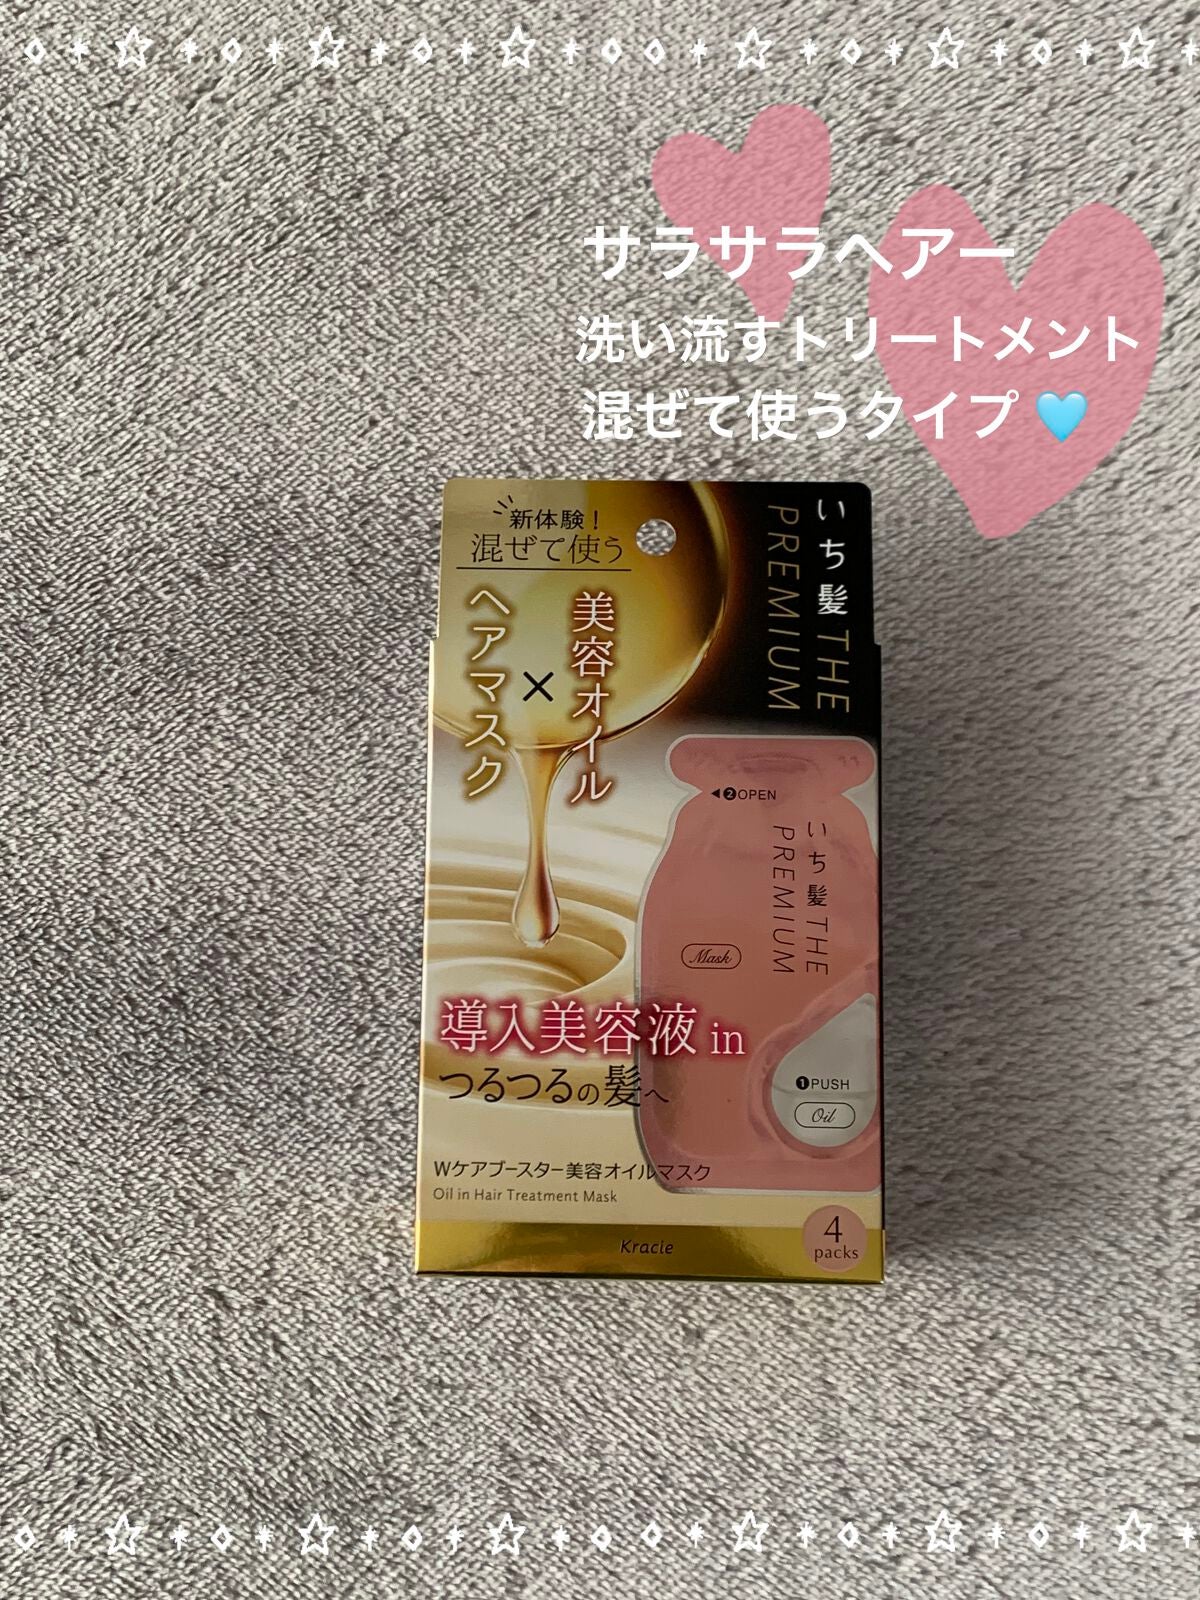 サラサラヘアー
洗い流すトリートメント
混ぜて使うタイプ🩵
新体験！
混ぜて使う
美容オイル
×
ヘアマスク
いち髪 THE
PREMIUM
◀❷OPEN
いち髪 THE
PREMIUM
Mask
❶PUSH
Oil
導入美容液 in
つるつるの髪へ
Wケアブースター美容オイルマスク
Oil in Hair Treatment Mask
Kracie
4
packs